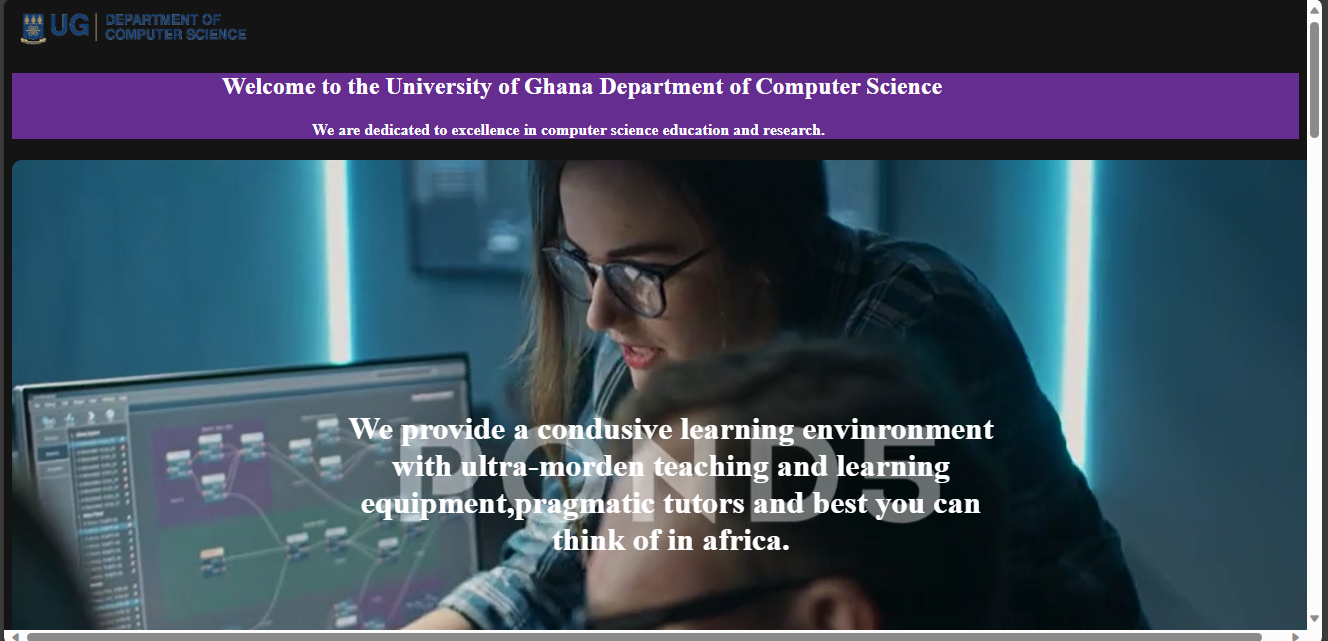 UG
DEPARTMENT OF
COMPUTER SCIENCE
Welcome to the University of Ghana Department of Computer Science
We are dedicated to excellence in computer science education and research.
We provide a condusive learning envinronment
with ultra-morden teaching and learning
equipment,pragmatic tutors and best you can
think of in africa.
POND5